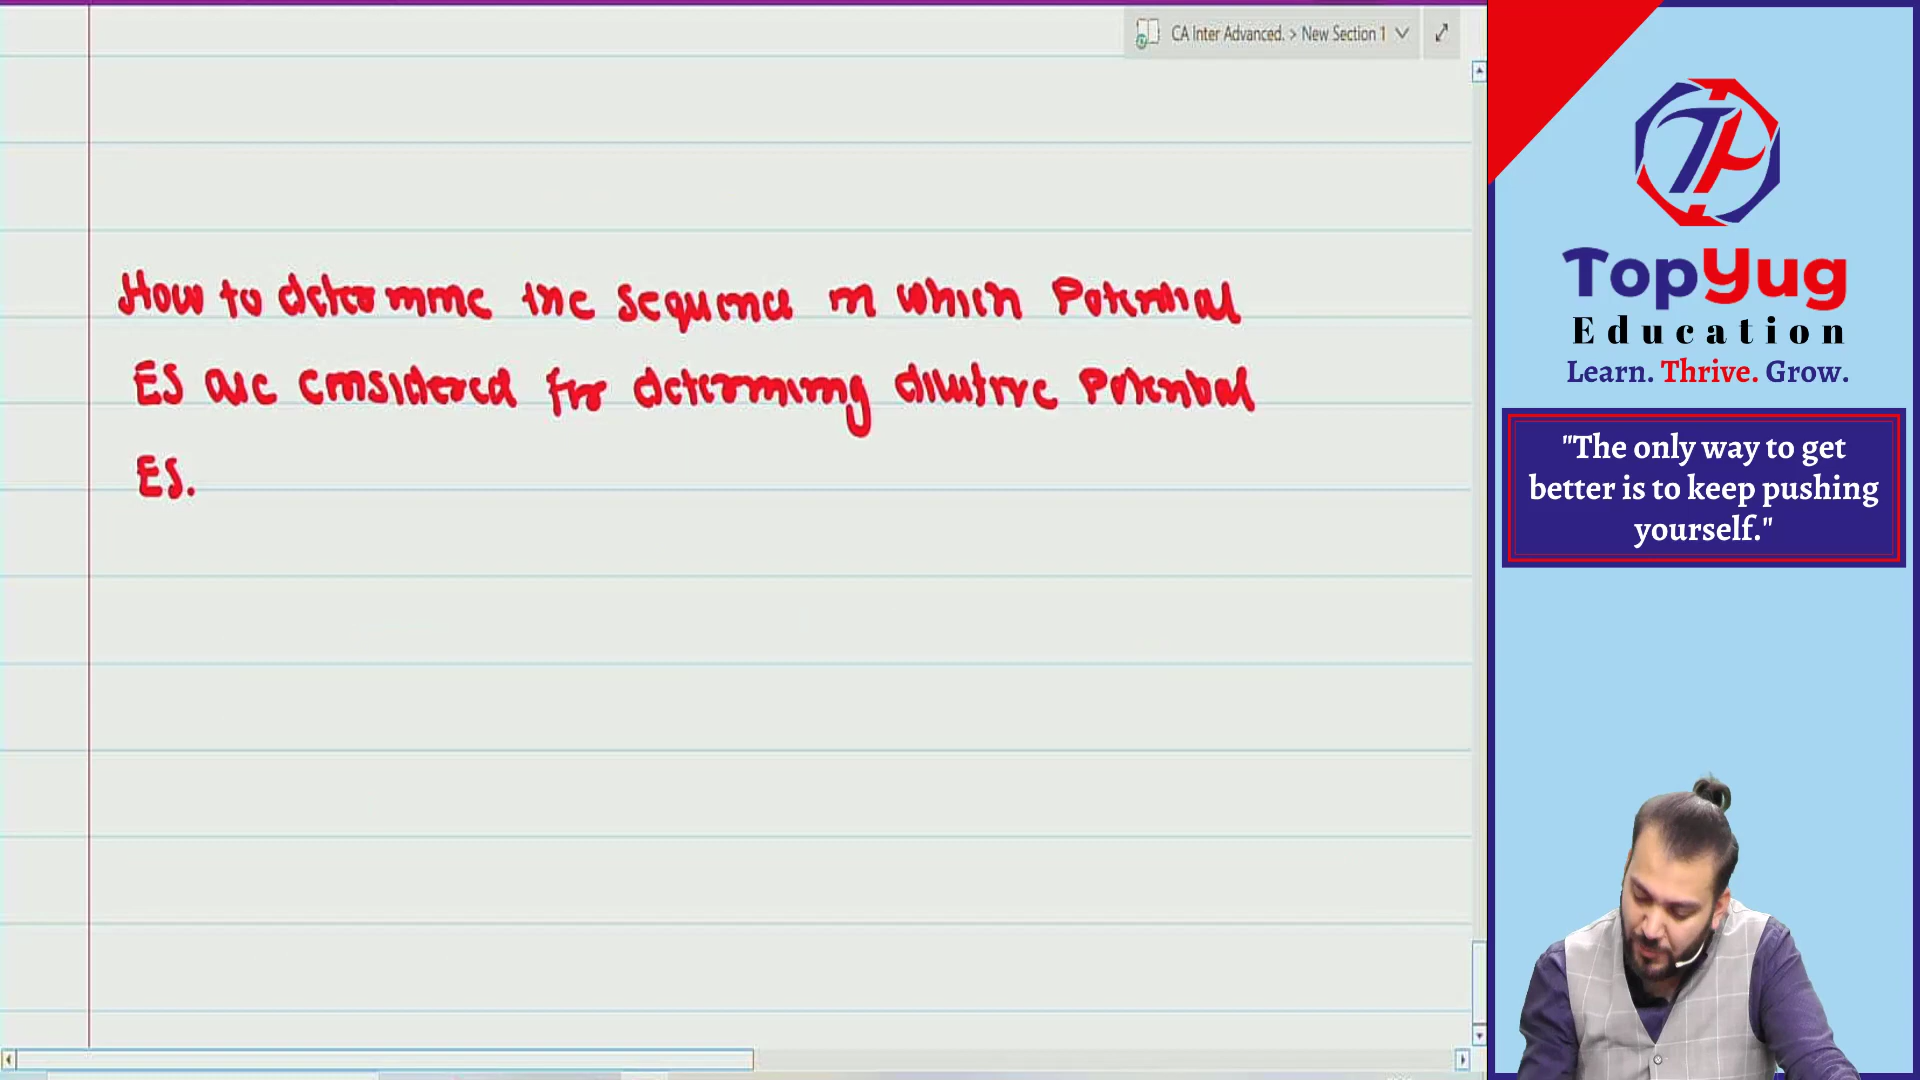 CA Inter Advanced. > New Section 1
How to determine the sequence in which Potential
ES are considered for determining dilutive Potential
ES.
TopYug
Education
Learn. Thrive. Grow.
"The only way to get
better is to keep pushing
yourself."